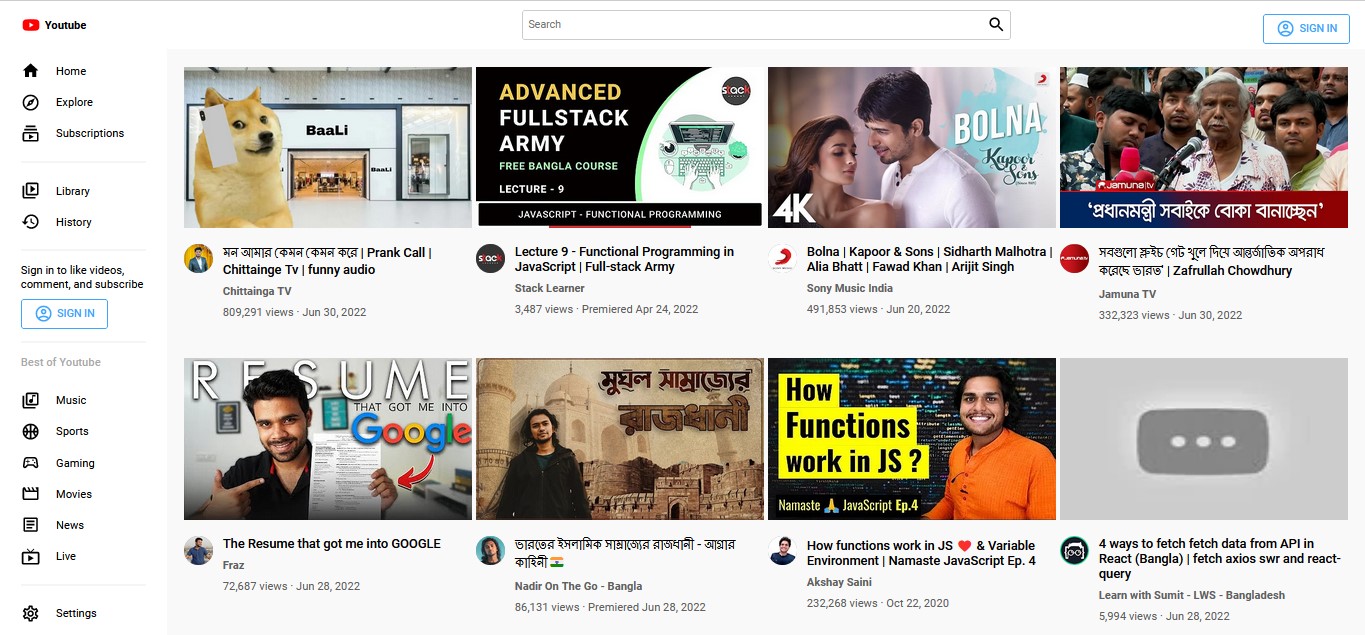 Youtube
Search
SIGN IN
Home
Explore
Subscriptions
Library
History
Sign in to like videos,
comment, and subscribe
SIGN IN
Best of Youtube
Music
Sports
Gaming
Movies
News
Live
Settings
BaaLi
BaaLi
মন আমার কেমন কেমন করে | Prank Call |
Chittainge Tv | funny audio
Chittainga TV
809,291 views · Jun 30, 2022
stack
ADVANCED
FULLSTACK
ARMY
FREE BANGLA COURSE
LECTURE - 9
JAVASCRIPT - FUNCTIONAL PROGRAMMING
stack
Lecture 9 - Functional Programming in
JavaScript | Full-stack Army
Stack Learner
3,487 views · Premiered Apr 24, 2022
BOLNA
Kapoor
& Sons
4K
Bolna | Kapoor & Sons | Sidharth Malhotra |
Alia Bhatt | Fawad Khan | Arijit Singh
Sony Music India
491,853 views · Jun 20, 2022
Jamuna tv
‘প্রধানমন্ত্রী সবাইকে বোকা বানাচ্ছেন’
সবগুলো স্লুইচ গেট খুলে দিয়ে আন্তর্জাতিক অপরাধ
করেছে ভারত' | Zafrullah Chowdhury
Jamuna TV
332,323 views · Jun 30, 2022
RESUME
THAT GOT ME INTO
Google
The Resume that got me into GOOGLE
Fraz
72,687 views · Jun 28, 2022
মুঘল সাম্রাজ্যের
রাজধানী
ভারতের ইসলামিক সাম্রাজ্যের রাজধানী - আগ্রার
কাহিনী 🇮🇳
Nadir On The Go - Bangla
86,131 views · Premiered Jun 28, 2022
How
Functions
work in JS ?
Namaste 🙏 JavaScript Ep.4
How functions work in JS ❤️ & Variable
Environment | Namaste JavaScript Ep. 4
Akshay Saini
232,268 views · Oct 22, 2020
4 ways to fetch fetch data from API in
React (Bangla) | fetch axios swr and react-
query
Learn with Sumit - LWS - Bangladesh
5,994 views · Jun 28, 2022